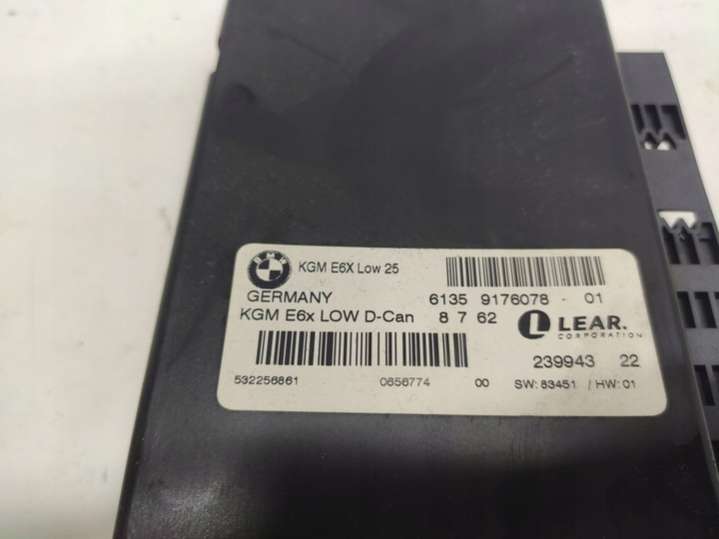 BMW
KGM E6X Low 25
GERMANY 6135 9176078 - 01
KGM E6x LOW D-Can 8 7 62 LEAR.
CORPORATION
239943 22
532256861 0656774 00 SW: 83451 / HW: 01